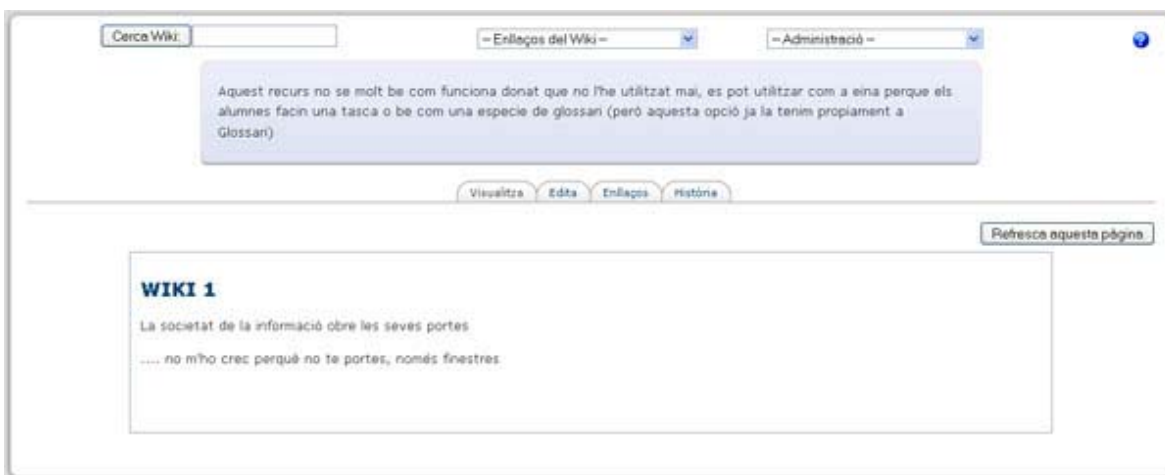 Cerca Wiki:
-- Enllaços del Wiki --
-- Administració --
?
Aquest recurs no se molt be com funciona donat que no l'he utilitzat mai, es pot utilitzar com a eina perque els
alumnes facin una tasca o be com una especie de glossari (però aquesta opció ja la tenim propiament a
Glossari)
Visualitza Edita Enllaços Història
Refresca aquesta pàgina
WIKI 1
La societat de la informació obre les seves portes
.... no m'ho crec perquè no te portes, només finestres